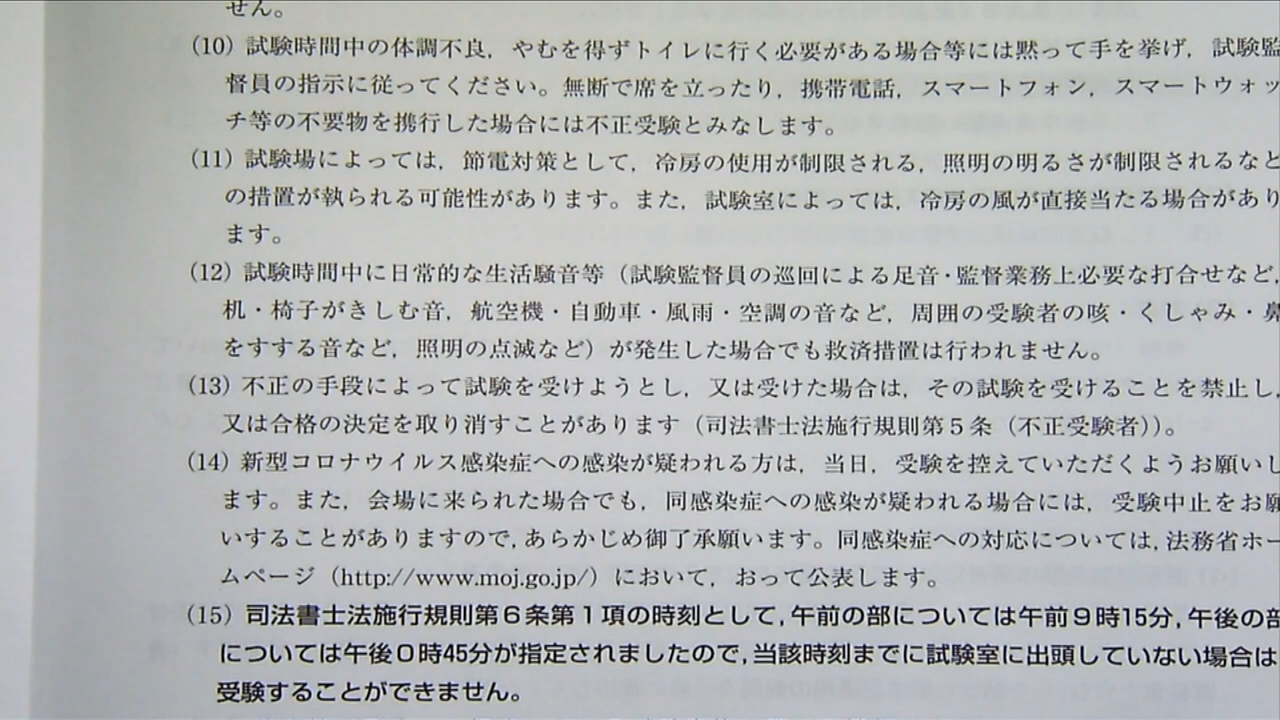 せん。
(10) 試験時間中の体調不良，やむを得ずトイレに行く必要がある場合等には黙って手を挙げ，試験監
督員の指示に従ってください。無断で席を立ったり，携帯電話，スマートフォン，スマートウォッ
チ等の不要物を携行した場合には不正受験とみなします。
(11) 試験場によっては，節電対策として，冷房の使用が制限される，照明の明るさが制限されるなど
の措置が執られる可能性があります。また，試験室によっては，冷房の風が直接当たる場合があり
ます。
(12) 試験時間中に日常的な生活騒音等（試験監督員の巡回による足音・監督業務上必要な打合せなど，
机・椅子がきしむ音，航空機・自動車・風雨・空調の音など，周囲の受験者の咳・くしゃみ・鼻
をすする音など，照明の点滅など）が発生した場合でも救済措置は行われません。
(13) 不正の手段によって試験を受けようとし，又は受けた場合は，その試験を受けることを禁止し，
又は合格の決定を取り消すことがあります（司法書士法施行規則第５条（不正受験者））。
(14) 新型コロナウイルス感染症への感染が疑われる方は，当日，受験を控えていただくようお願いし
ます。また，会場に来られた場合でも，同感染症への感染が疑われる場合には，受験中止をお願
いすることがありますので，あらかじめ御了承願います。同感染症への対応については，法務省ホー
ムページ（http://www.moj.go.jp/）において，おって公表します。
(15) 司法書士法施行規則第６条第１項の時刻として，午前の部については午前９時15分，午後の部
については午後０時45分が指定されましたので，当該時刻までに試験室に出頭していない場合は
受験することができません。